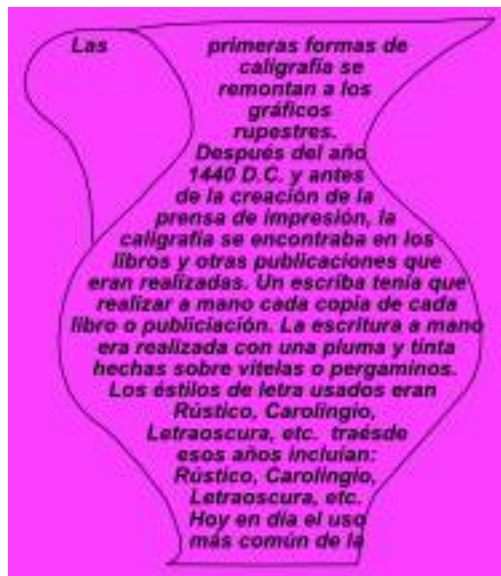 Las primeras formas de
caligrafía se
remontan a los
gráficos
rupestres.
Después del año
1440 D.C. y antes
de la creación de la
prensa de impresión, la
caligrafía se encontraba en los
libros y otras publicaciones que
eran realizadas. Un escriba tenía que
realizar a mano cada copia de cada
libro o publiciación. La escritura a mano
era realizada con una pluma y tinta
hechas sobre vitelas o pergaminos.
Los éstilos de letra usados eran
Rústico, Carolingio,
Letraoscura, etc. traésde
esos años incluían:
Rústico, Carolingio,
Letraoscura, etc.
Hoy en día el uso
más común de la